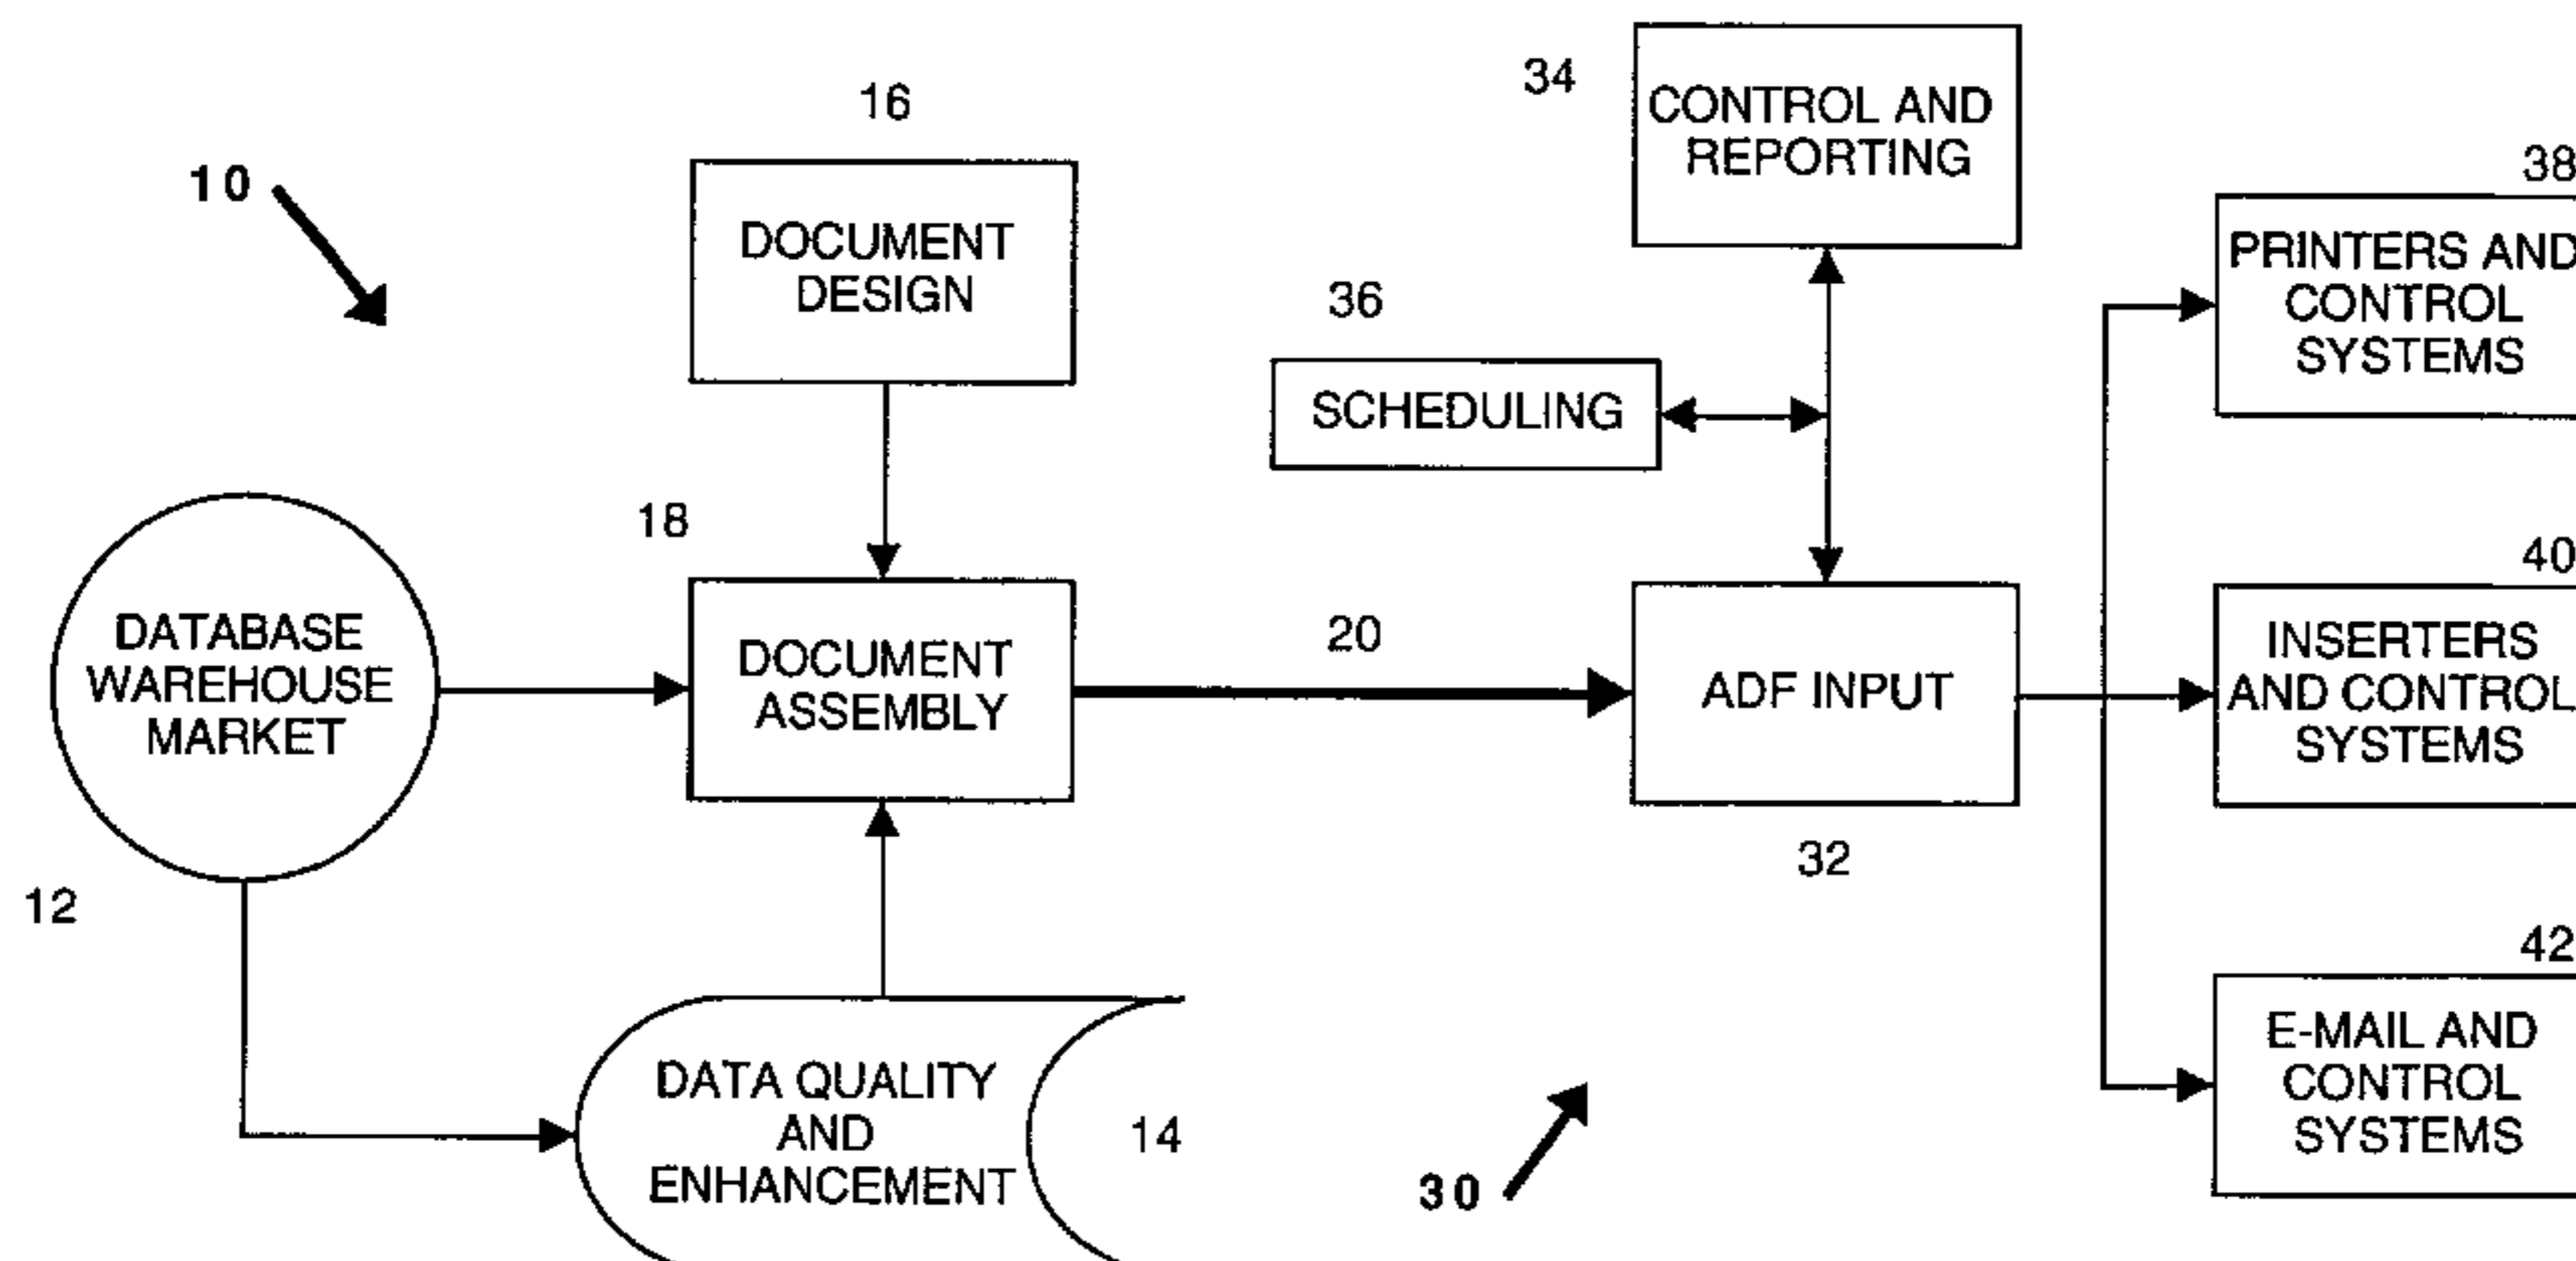 10
16
DOCUMENT
DESIGN
34
CONTROL AND
REPORTING
36
SCHEDULING
38
PRINTERS AND
CONTROL
SYSTEMS
12
DATABASE
WAREHOUSE
MARKET
18
DOCUMENT
ASSEMBLY
20
ADF INPUT
32
40
INSERTERS
AND CONTROL
SYSTEMS
DATA QUALITY
AND
ENHANCEMENT
14
30
42
E-MAIL AND
CONTROL
SYSTEMS